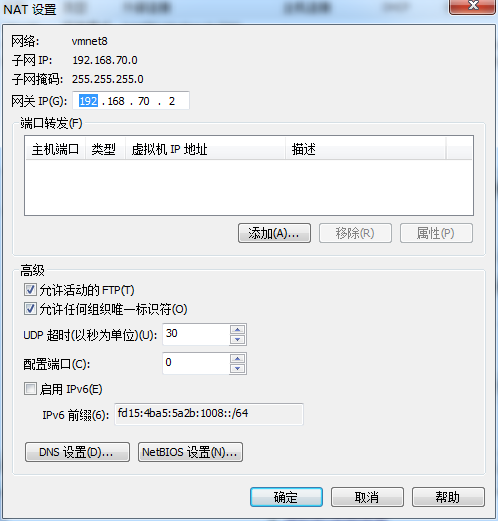 NAT 设置
网络: vmnet8
子网 IP: 192.168.70.0
子网掩码: 255.255.255.0
网关 IP(G): 192 . 168 . 70 . 2
端口转发(F)
主机端口 类型 虚拟机 IP 地址 描述
添加(A)... 移除(R) 属性(P)
高级
允许活动的 FTP(T)
允许任何组织唯一标识符(O)
UDP 超时(以秒为单位)(U): 30
配置端口(C): 0
启用 IPv6(E)
IPv6 前缀(6): fd15:4ba5:5a2b:1008::/64
DNS 设置(D)... NetBIOS 设置(N)...
确定 取消 帮助